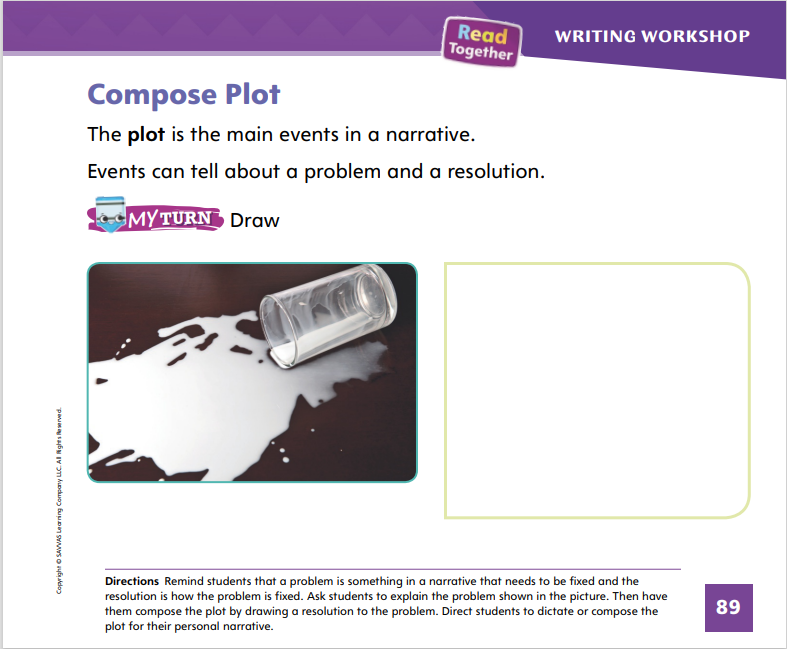 Read
Together
WRITING WORKSHOP
Compose Plot
The plot is the main events in a narrative.
Events can tell about a problem and a resolution.
MY TURN Draw
Copyright © SAVVAS Learning Company LLC. All Rights Reserved.
Directions Remind students that a problem is something in a narrative that needs to be fixed and the
resolution is how the problem is fixed. Ask students to explain the problem shown in the picture. Then have
them compose the plot by drawing a resolution to the problem. Direct students to dictate or compose the
plot for their personal narrative.
89